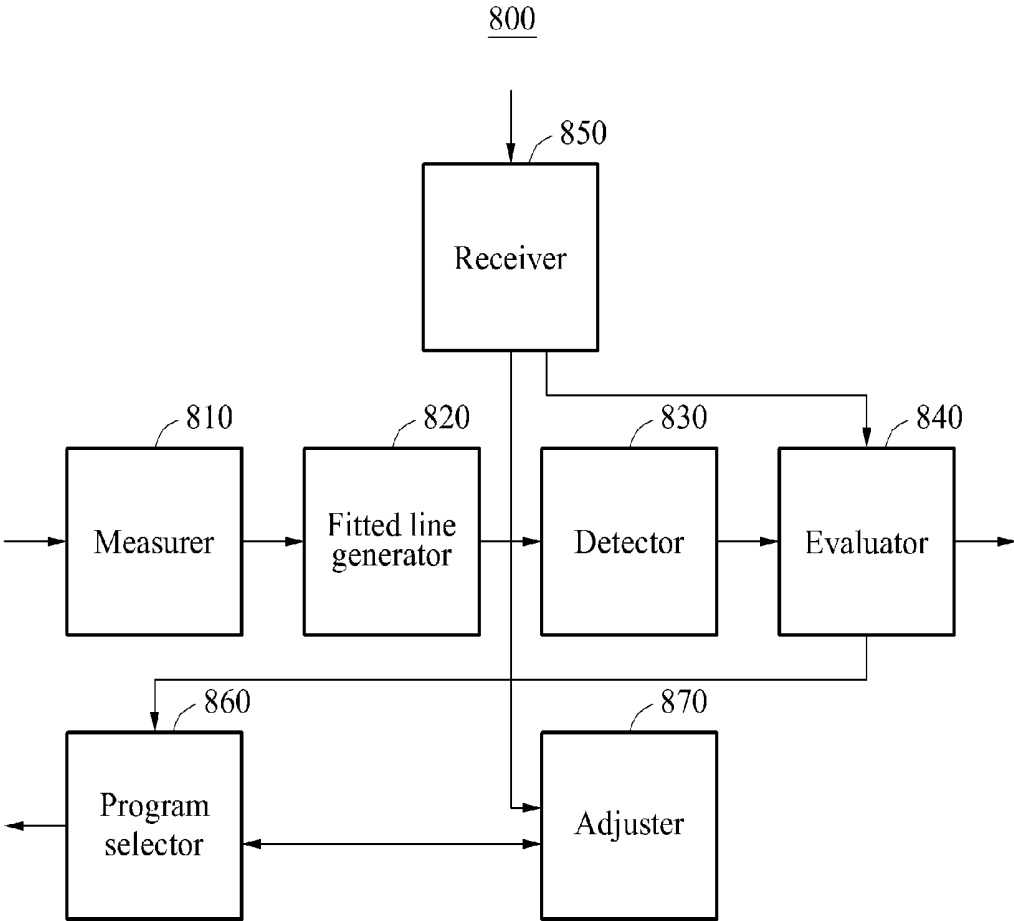 800
850
Receiver
810
820
830
840
Measurer
Fitted line
generator
Detector
Evaluator
860
870
Program
selector
Adjuster